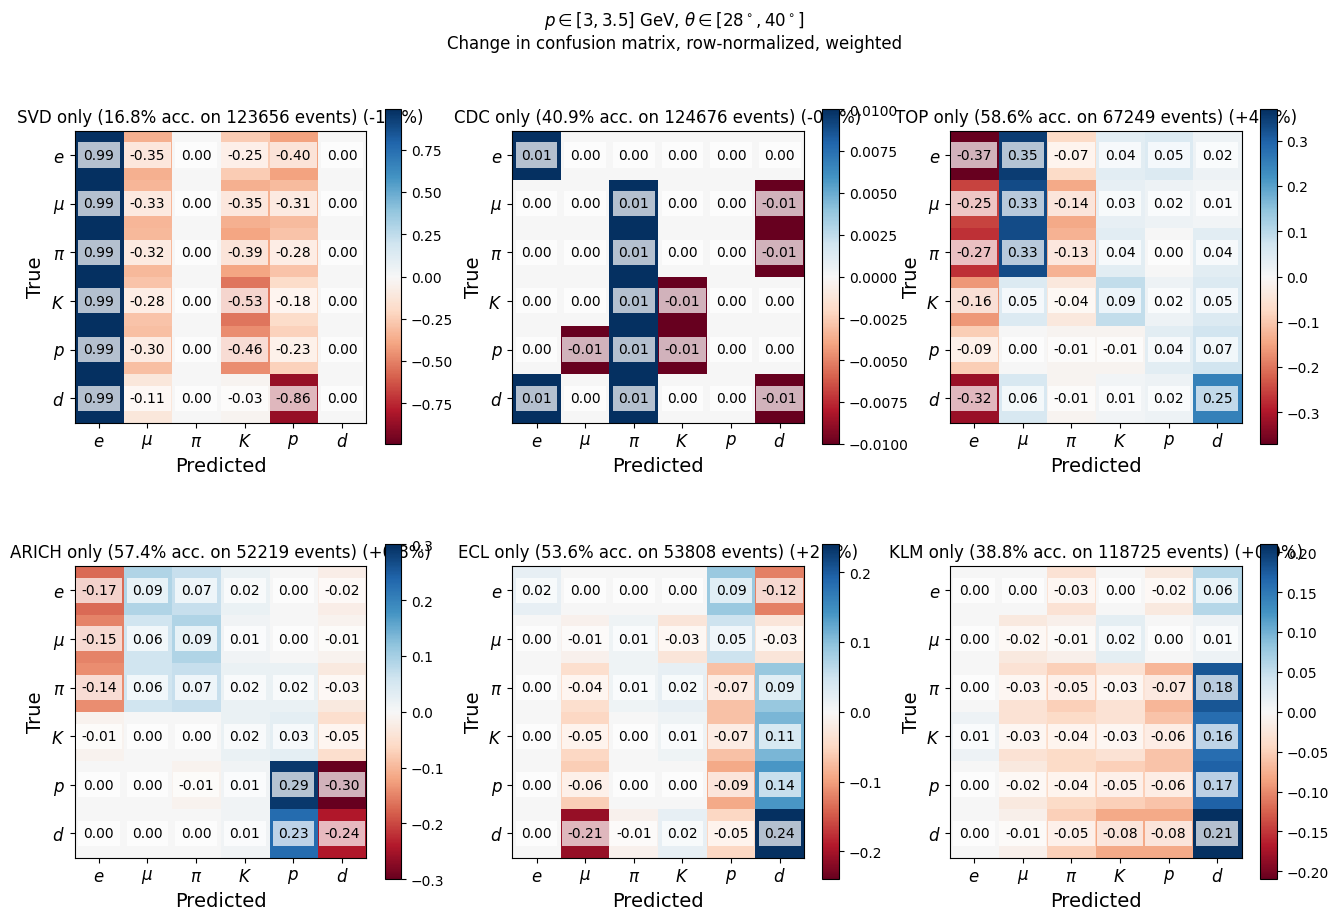 p ∈ [3, 3.5] GeV, θ ∈ [28°, 40°]
Change in confusion matrix, row-normalized, weighted
SVD only (16.8% acc. on 123656 events)
0.75
0.50
0.25
0.00
−0.25
−0.50
−0.75
e 0.99 -0.35 0.00 -0.25 -0.40 0.00
μ 0.99 -0.33 0.00 -0.35 -0.31 0.00
π 0.99 -0.32 0.00 -0.39 -0.28 0.00
K 0.99 -0.28 0.00 -0.53 -0.18 0.00
p 0.99 -0.30 0.00 -0.46 -0.23 0.00
d 0.99 -0.11 0.00 -0.03 -0.86 0.00
e μ π K p d
True
Predicted
CDC only (40.9% acc. on 124676 events)
0.0100
0.0075
0.0050
0.0025
0.0000
−0.0025
−0.0050
−0.0075
−0.0100
e 0.01 0.00 0.00 0.00 0.00 0.00
μ 0.00 0.00 0.01 0.00 0.00 -0.01
π 0.00 0.00 0.01 0.00 0.00 -0.01
K 0.00 0.00 0.01 -0.01 0.00 0.00
p 0.00 -0.01 0.01 -0.01 0.00 0.00
d 0.01 0.00 0.01 0.00 0.00 -0.01
e μ π K p d
True
Predicted
TOP only (58.6% acc. on 67249 events)
0.3
0.2
0.1
0.0
−0.1
−0.2
−0.3
e -0.37 0.35 -0.07 0.04 0.05 0.02
μ -0.25 0.33 -0.14 0.03 0.02 0.01
π -0.27 0.33 -0.13 0.04 0.00 0.04
K -0.16 0.05 -0.04 0.09 0.02 0.05
p -0.09 0.00 -0.01 -0.01 0.04 0.07
d -0.32 0.06 -0.01 0.01 0.02 0.25
e μ π K p d
True
Predicted
ARICH only (57.4% acc. on 52219 events)
0.3
0.2
0.1
0.0
−0.1
−0.2
−0.3
e -0.17 0.09 0.07 0.02 0.00 -0.02
μ -0.15 0.06 0.09 0.01 0.00 -0.01
π -0.14 0.06 0.07 0.02 0.02 -0.03
K -0.01 0.00 0.00 0.02 0.03 -0.05
p 0.00 0.00 -0.01 0.01 0.29 -0.30
d 0.00 0.00 0.00 0.01 0.23 -0.24
e μ π K p d
True
Predicted
ECL only (53.6% acc. on 53808 events)
0.2
0.1
0.0
−0.1
−0.2
e 0.02 0.00 0.00 0.00 0.09 -0.12
μ 0.00 -0.01 0.01 -0.03 0.05 -0.03
π 0.00 -0.04 0.01 0.02 -0.07 0.09
K 0.00 -0.05 0.00 0.01 -0.07 0.11
p 0.00 -0.06 0.00 0.01 -0.09 0.14
d 0.00 -0.21 -0.01 0.02 -0.05 0.24
e μ π K p d
True
Predicted
KLM only (38.8% acc. on 118725 events)
0.20
0.15
0.10
0.05
0.00
−0.05
−0.10
−0.15
−0.20
e 0.00 0.00 -0.03 0.00 -0.02 0.06
μ 0.00 -0.02 -0.01 0.02 0.00 0.01
π 0.00 -0.03 -0.05 -0.03 -0.07 0.18
K 0.01 -0.03 -0.04 -0.03 -0.06 0.16
p 0.00 -0.02 -0.04 -0.05 -0.06 0.17
d 0.00 -0.01 -0.05 -0.08 -0.08 0.21
e μ π K p d
True
Predicted